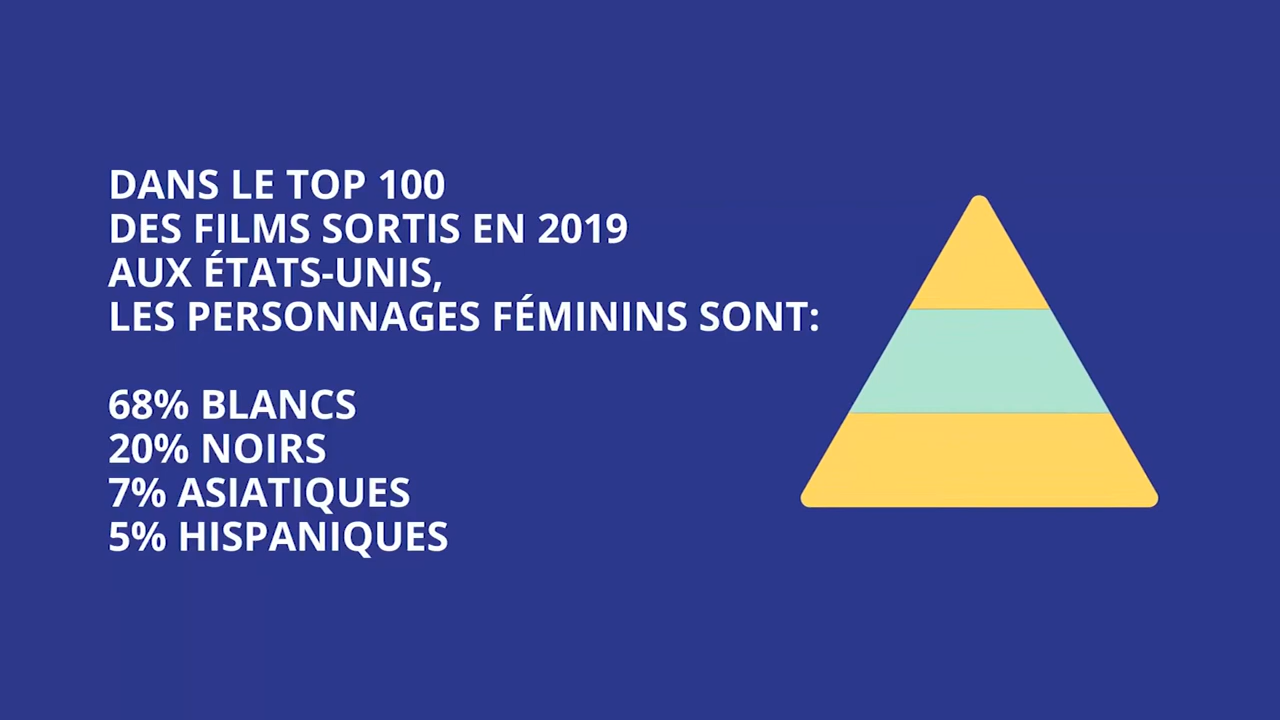 DANS LE TOP 100
DES FILMS SORTIS EN 2019
AUX ÉTATS-UNIS,
LES PERSONNAGES FÉMININS SONT:
68% BLANCS
20% NOIRS
7% ASIATIQUES
5% HISPANIQUES